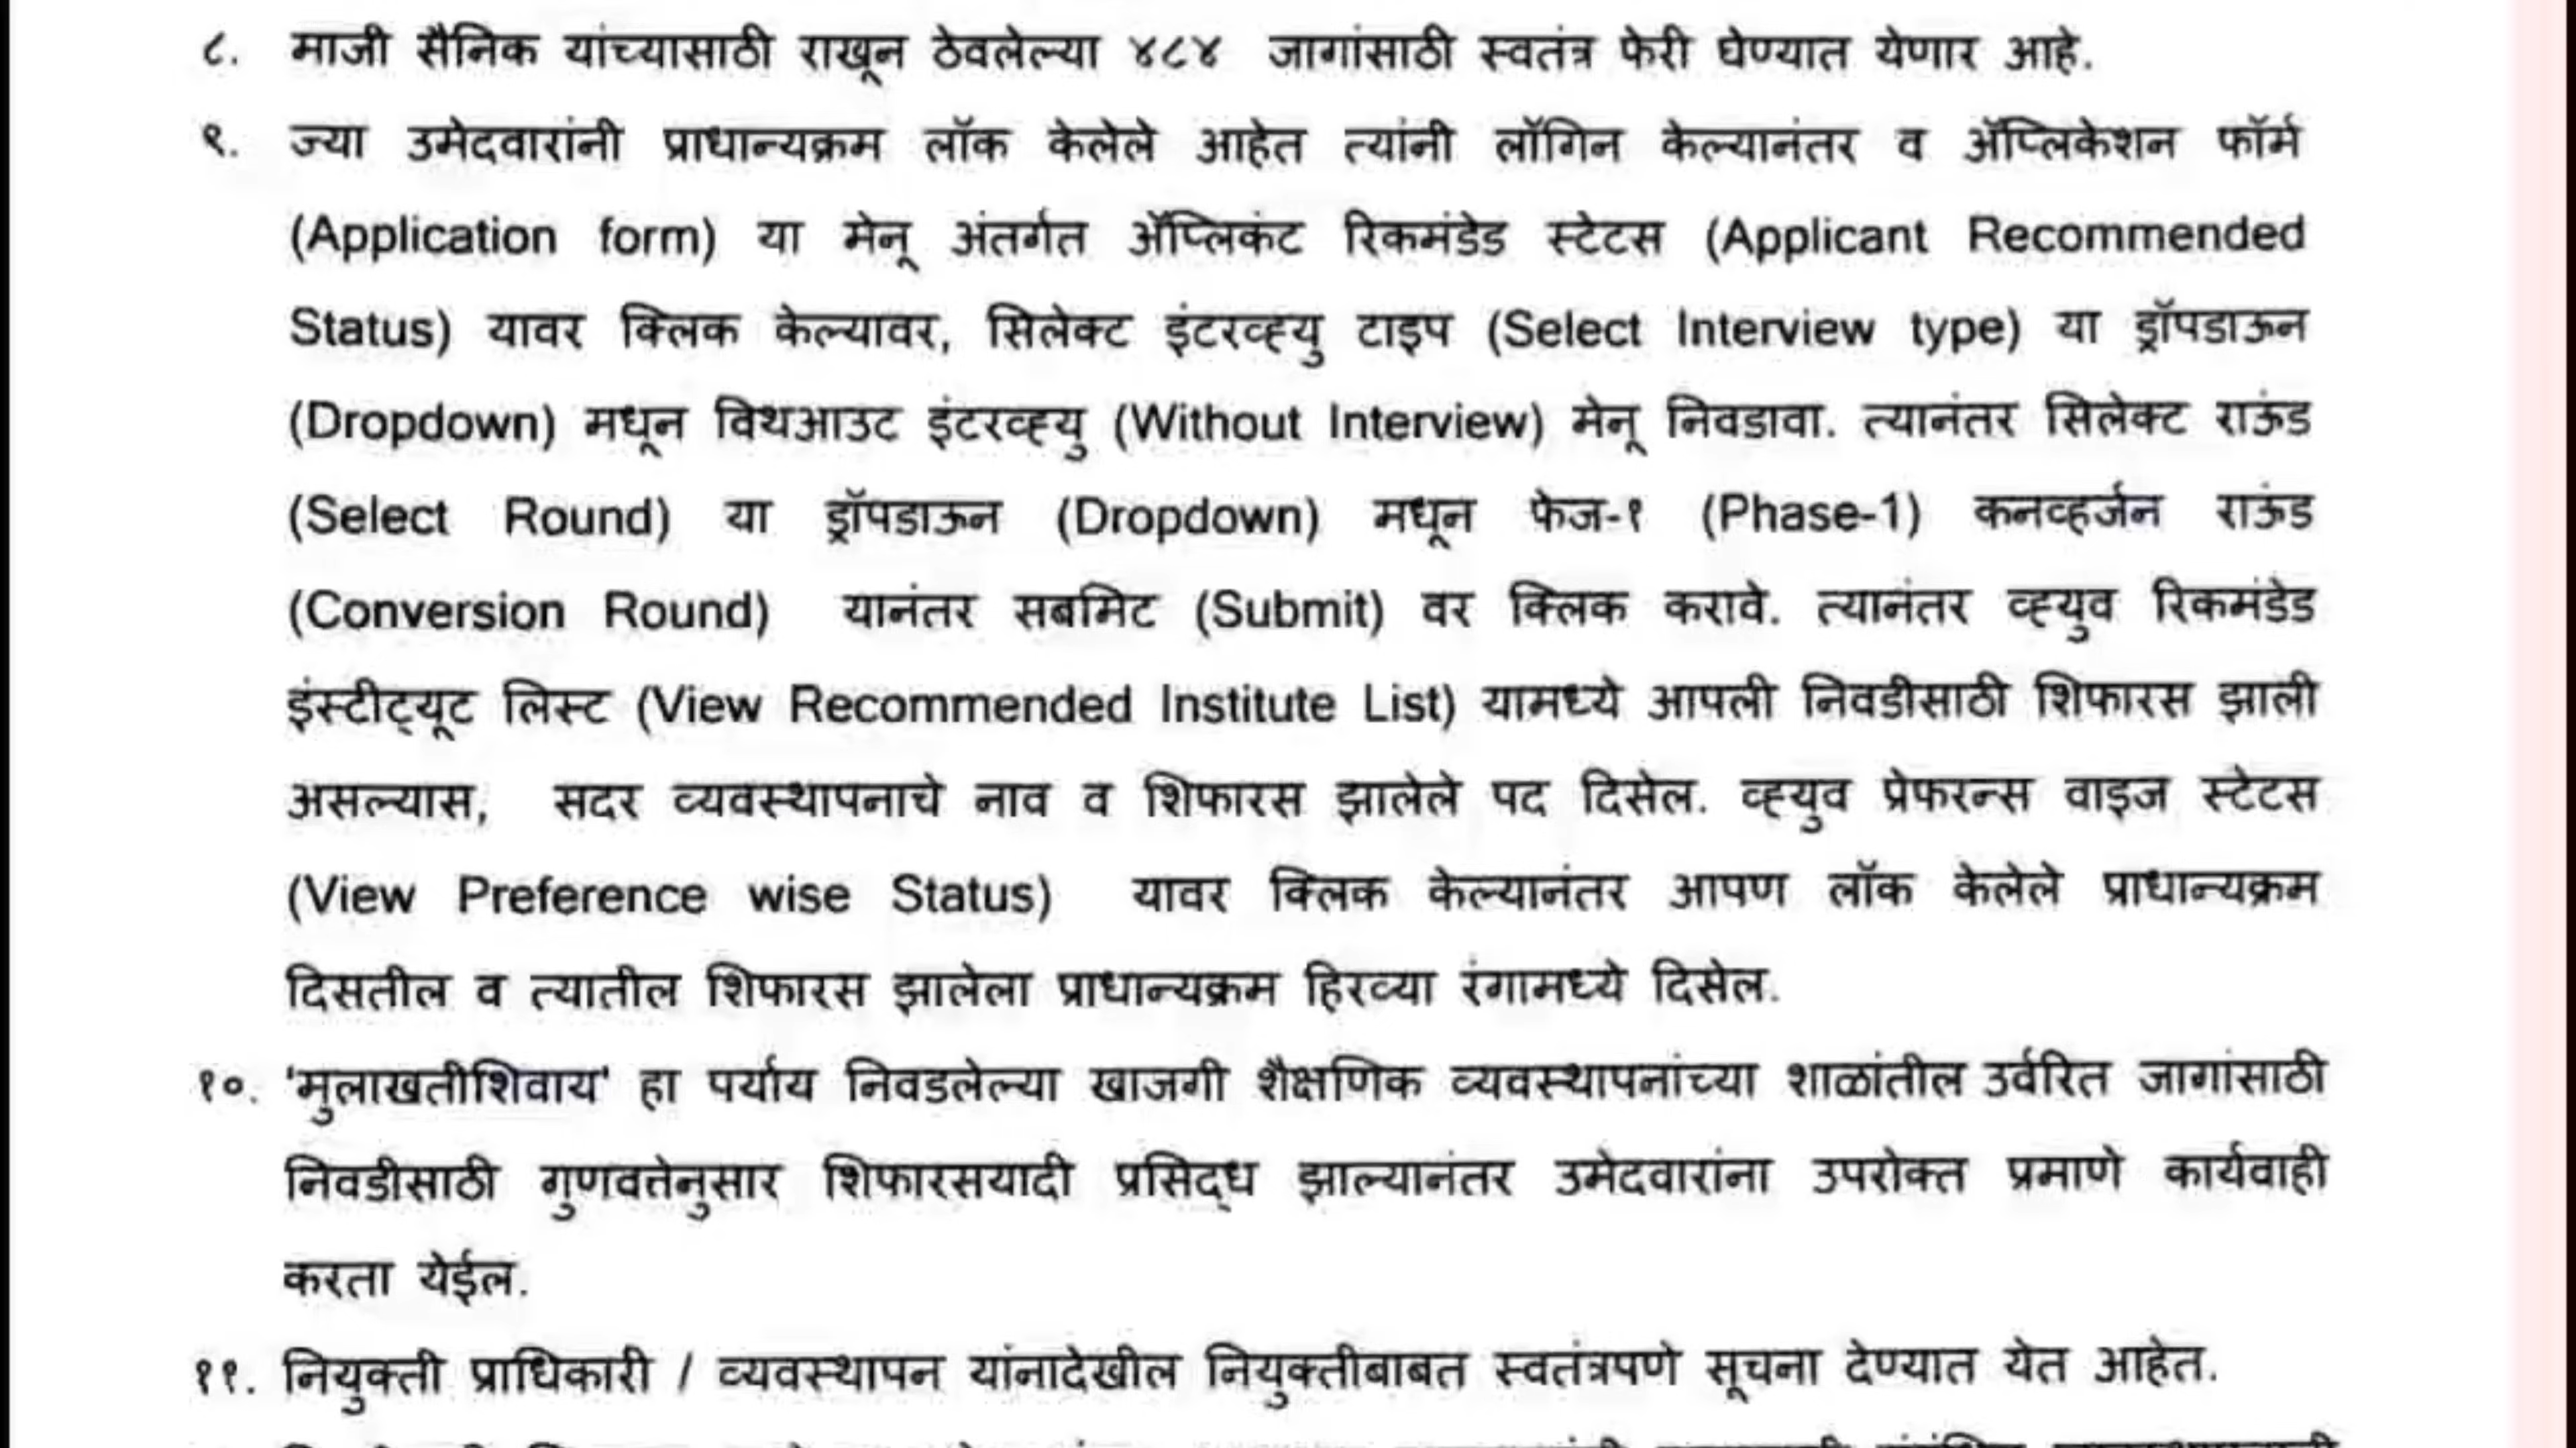 ८. माजी सैनिक यांच्यासाठी राखून ठेवलेल्या ४८४ जागांसाठी स्वतंत्र फेरी घेण्यात येणार आहे.
९. ज्या उमेदवारांनी प्राधान्यक्रम लॉक केलेले आहेत त्यांनी लॉगिन केल्यानंतर व ॲप्लिकेशन फॉर्म
(Application form) या मेनू अंतर्गत ॲप्लिकंट रिकमंडेड स्टेटस (Applicant Recommended
Status) यावर क्लिक केल्यावर, सिलेक्ट इंटरव्ह्यु टाइप (Select Interview type) या ड्रॉपडाऊन
(Dropdown) मधून विथआउट इंटरव्ह्यु (Without Interview) मेनू निवडावा. त्यानंतर सिलेक्ट राऊंड
(Select Round) या ड्रॉपडाऊन (Dropdown) मधून फेज-१ (Phase-1) कनव्हर्जन राऊंड
(Conversion Round) यानंतर सबमिट (Submit) वर क्लिक करावे. त्यानंतर व्ह्युव रिकमंडेड
इंस्टीट्यूट लिस्ट (View Recommended Institute List) यामध्ये आपली निवडीसाठी शिफारस झाली
असल्यास, सदर व्यवस्थापनाचे नाव व शिफारस झालेले पद दिसेल. व्ह्युव प्रेफरन्स वाइज स्टेटस
(View Preference wise Status) यावर क्लिक केल्यानंतर आपण लॉक केलेले प्राधान्यक्रम
दिसतील व त्यातील शिफारस झालेला प्राधान्यक्रम हिरव्या रंगामध्ये दिसेल.
१०. 'मुलाखतीशिवाय' हा पर्याय निवडलेल्या खाजगी शैक्षणिक व्यवस्थापनांच्या शाळांतील उर्वरित जागांसाठी
निवडीसाठी गुणवत्तेनुसार शिफारसयादी प्रसिद्ध झाल्यानंतर उमेदवारांना उपरोक्त प्रमाणे कार्यवाही
करता येईल.
११. नियुक्ती प्राधिकारी / व्यवस्थापन यांनादेखील नियुक्तीबाबत स्वतंत्रपणे सूचना देण्यात येत आहेत.